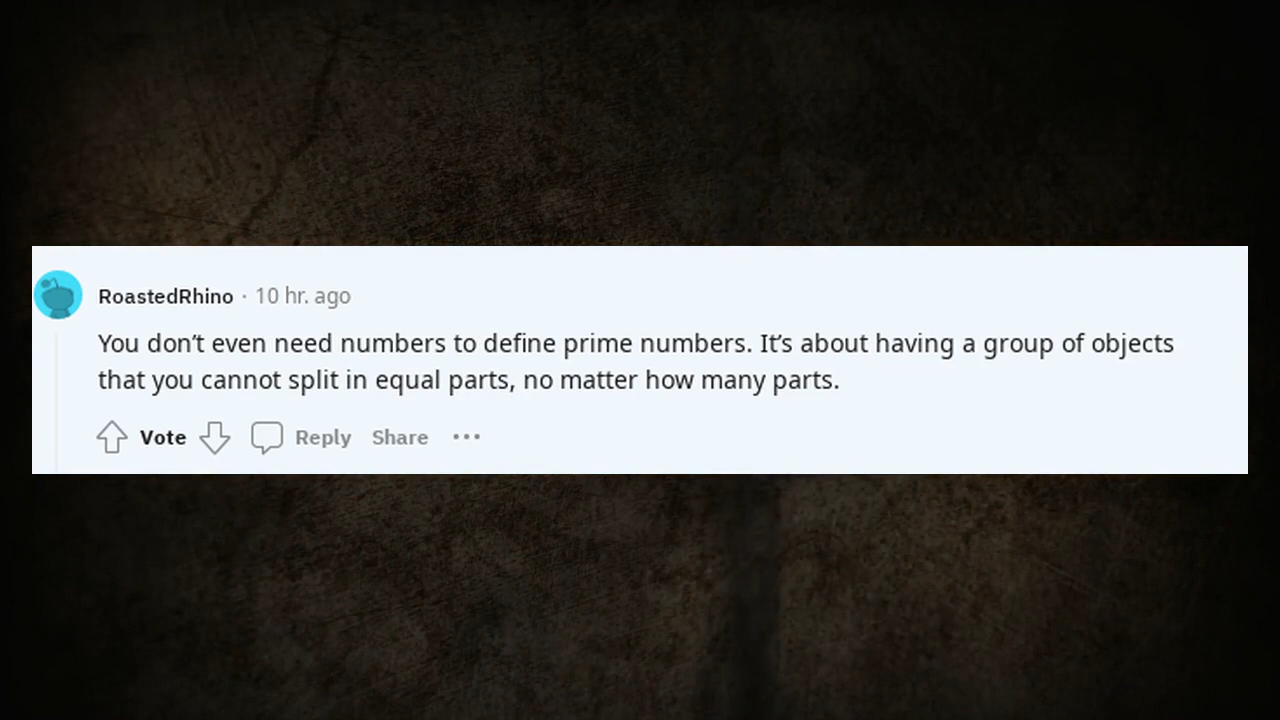 RoastedRhino · 10 hr. ago
You don’t even need numbers to define prime numbers. It’s about having a group of objects
that you cannot split in equal parts, no matter how many parts.
Vote Reply Share •••